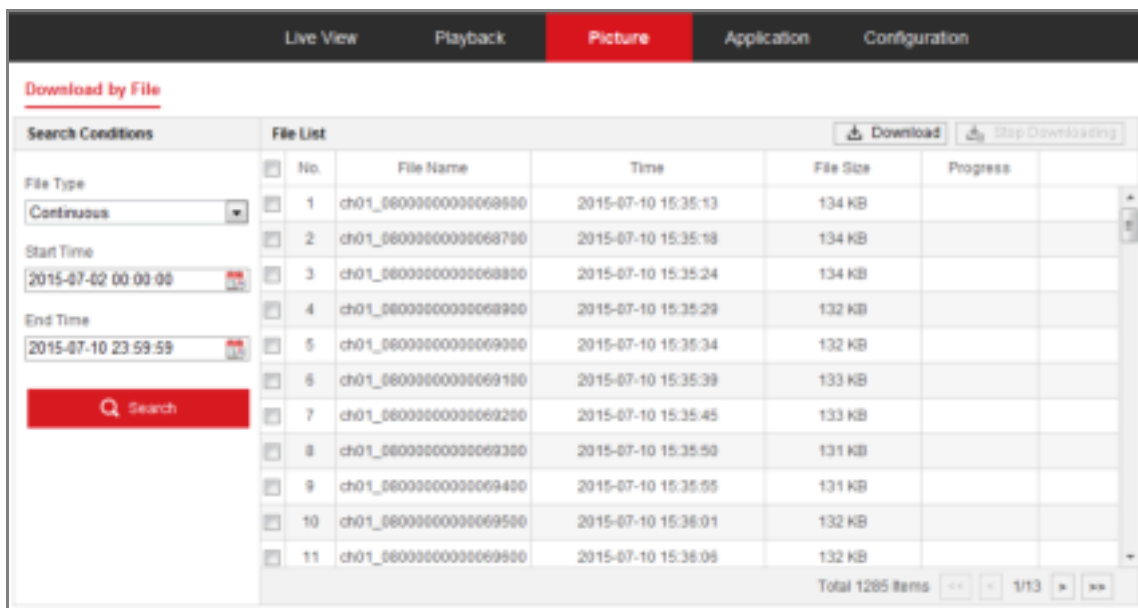 Live View Playback Picture Application Configuration
Download by File
Search Conditions
File Type
Continuous
Start Time
2015-07-02 00:00:00
End Time
2015-07-10 23:59:59
Search
File List Download Stop Downloading
No. File Name Time File Size Progress
1 ch01_08000000000068600 2015-07-10 15:35:13 134 KB
2 ch01_08000000000068700 2015-07-10 15:35:18 134 KB
3 ch01_08000000000068800 2015-07-10 15:35:24 134 KB
4 ch01_08000000000068900 2015-07-10 15:35:29 132 KB
5 ch01_08000000000069000 2015-07-10 15:35:34 132 KB
6 ch01_08000000000069100 2015-07-10 15:35:39 133 KB
7 ch01_08000000000069200 2015-07-10 15:35:45 133 KB
8 ch01_08000000000069300 2015-07-10 15:35:50 131 KB
9 ch01_08000000000069400 2015-07-10 15:35:55 131 KB
10 ch01_08000000000069500 2015-07-10 15:36:01 132 KB
11 ch01_08000000000069600 2015-07-10 15:36:06 132 KB
Total 1285 Items << < 1/13 > >>